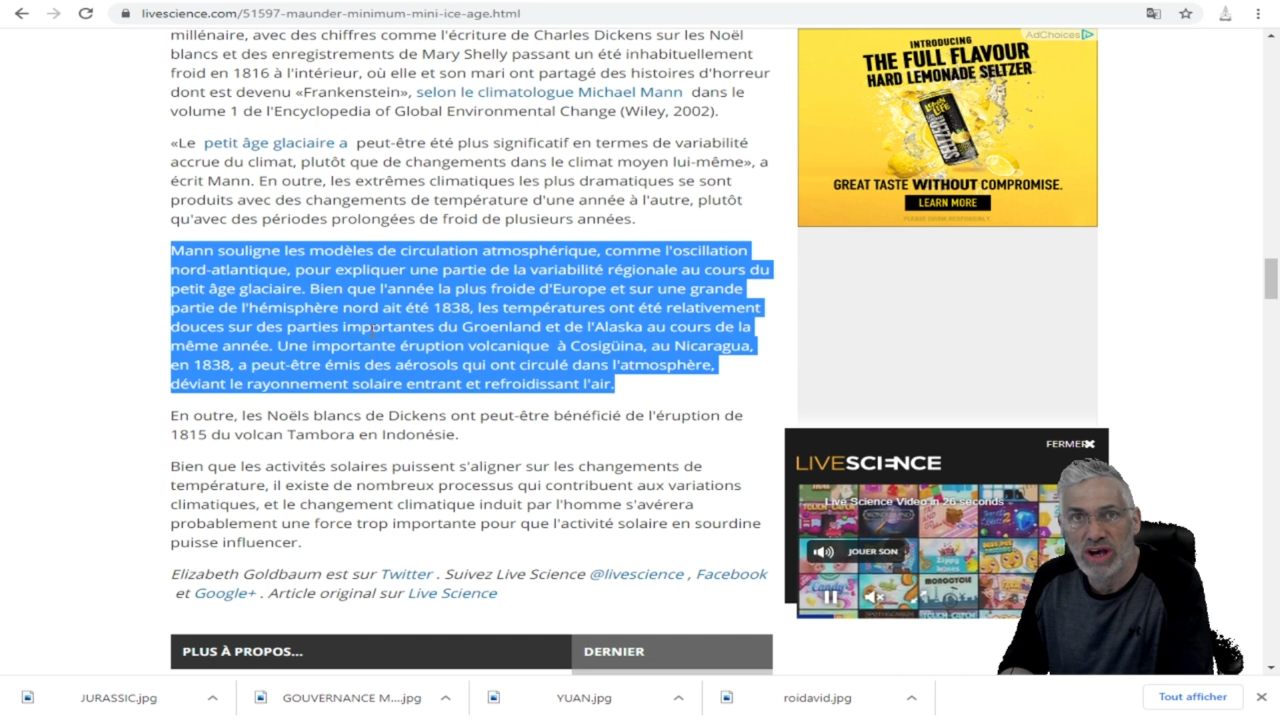 livescience.com/51597-maunder-minimum-mini-ice-age.html
millénaire, avec des chiffres comme l'écriture de Charles Dickens sur les Noël
blancs et des enregistrements de Mary Shelly passant un été inhabituellement
froid en 1816 à l'intérieur, où elle et son mari ont partagé des histoires d'horreur
dont est devenu «Frankenstein», selon le climatologue Michael Mann dans le
volume 1 de l'Encyclopedia of Global Environmental Change (Wiley, 2002).
«Le petit âge glaciaire a peut-être été plus significatif en termes de variabilité
accrue du climat, plutôt que de changements dans le climat moyen lui-même», a
écrit Mann. En outre, les extrêmes climatiques les plus dramatiques se sont
produits avec des changements de température d'une année à l'autre, plutôt
qu'avec des périodes prolongées de froid de plusieurs années.
Mann souligne les modèles de circulation atmosphérique, comme l'oscillation
nord-atlantique, pour expliquer une partie de la variabilité régionale au cours du
petit âge glaciaire. Bien que l'année la plus froide d'Europe et sur une grande
partie de l'hémisphère nord ait été 1838, les températures ont été relativement
douces sur des parties importantes du Groenland et de l'Alaska au cours de la
même année. Une importante éruption volcanique à Cosigüina, au Nicaragua,
en 1838, a peut-être émis des aérosols qui ont circulé dans l'atmosphère,
déviant le rayonnement solaire entrant et refroidissant l'air.
En outre, les Noëls blancs de Dickens ont peut-être bénéficié de l'éruption de
1815 du volcan Tambora en Indonésie.
Bien que les activités solaires puissent s'aligner sur les changements de
température, il existe de nombreux processus qui contribuent aux variations
climatiques, et le changement climatique induit par l'homme s'avérera
probablement une force trop importante pour que l'activité solaire en sourdine
puisse influencer.
Elizabeth Goldbaum est sur Twitter . Suivez Live Science @livescience , Facebook
et Google+ . Article original sur Live Science
PLUS À PROPOS... DERNIER
AdChoices
INTRODUCING
THE FULL FLAVOUR
HARD LEMONADE SELTZER
GREAT TASTE WITHOUT COMPROMISE.
LEARN MORE
PLEASE DRINK RESPONSIBLY.
FERMER
LIVESCIENCE
Live Science Video in 26 seconds
JOUER SON
MONOCYCLE
JURASSIC.jpg
GOUVERNANCE M....jpg
YUAN.jpg
roidavid.jpg
Tout afficher